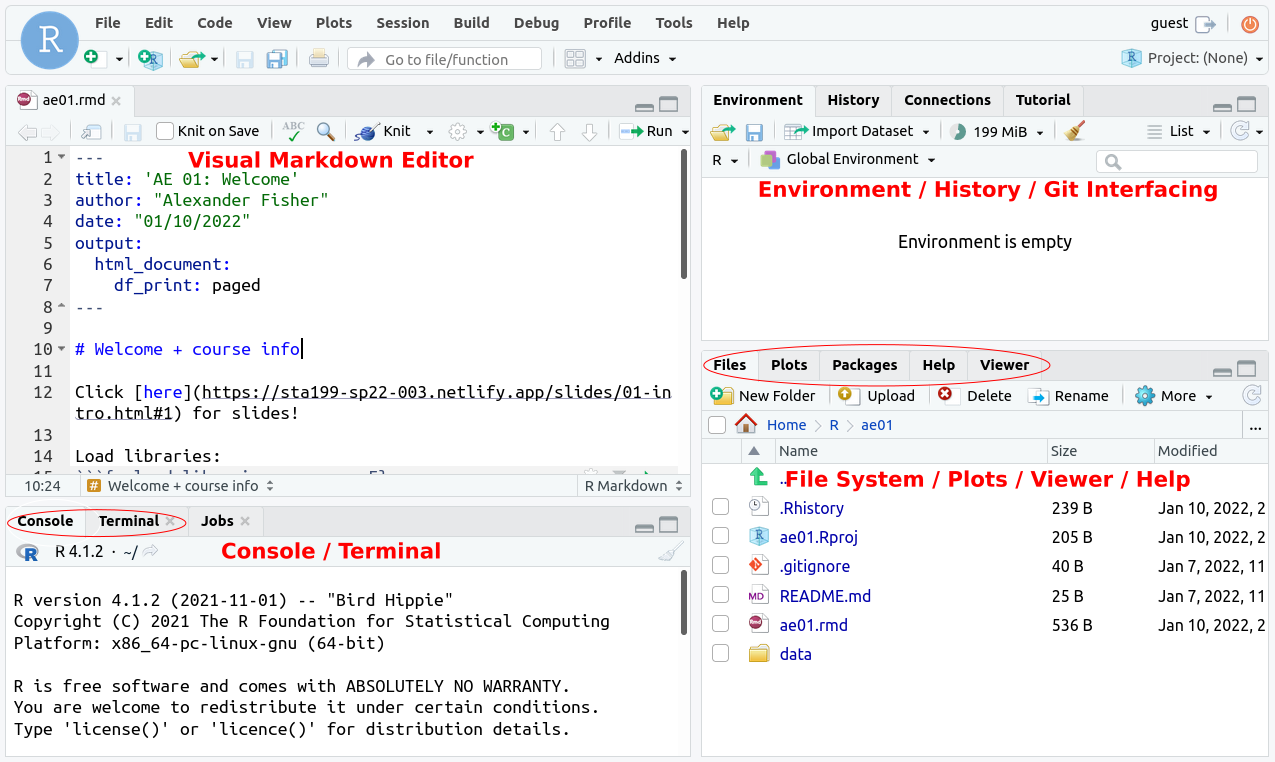 R
File Edit Code View Plots Session Build Debug Profile Tools Help
guest
R Go to file/function Addins
R Project: (None)
Rmd ae01.rmd
Knit on Save ABC Knit C Run
1 ---
Visual Markdown Editor
2 title: 'AE 01: Welcome'
3 author: "Alexander Fisher"
4 date: "01/10/2022"
5 output:
6 html_document:
7 df_print: paged
8 ---
9
10 # Welcome + course info
11
12 Click [here](https://sta199-sp22-003.netlify.app/slides/01-in
tro.html#1) for slides!
13
14 Load libraries:
10:24 # Welcome + course info R Markdown
Console Terminal Jobs
R R 4.1.2 · ~/
Console / Terminal
R version 4.1.2 (2021-11-01) -- "Bird Hippie"
Copyright (C) 2021 The R Foundation for Statistical Computing
Platform: x86_64-pc-linux-gnu (64-bit)
R is free software and comes with ABSOLUTELY NO WARRANTY.
You are welcome to redistribute it under certain conditions.
Type 'license()' or 'licence()' for distribution details.
Environment History Connections Tutorial
Import Dataset 199 MiB List
R Global Environment
Environment / History / Git Interfacing
Environment is empty
Files Plots Packages Help Viewer
New Folder Upload Delete Rename More
Home R ae01 ...
Name Size Modified
..
File System / Plots / Viewer / Help
.Rhistory 239 B Jan 10, 2022, 2
R ae01.Rproj 205 B Jan 10, 2022, 2
.gitignore 40 B Jan 7, 2022, 11
MD README.md 25 B Jan 7, 2022, 11
Rmd ae01.rmd 536 B Jan 10, 2022, 2
data